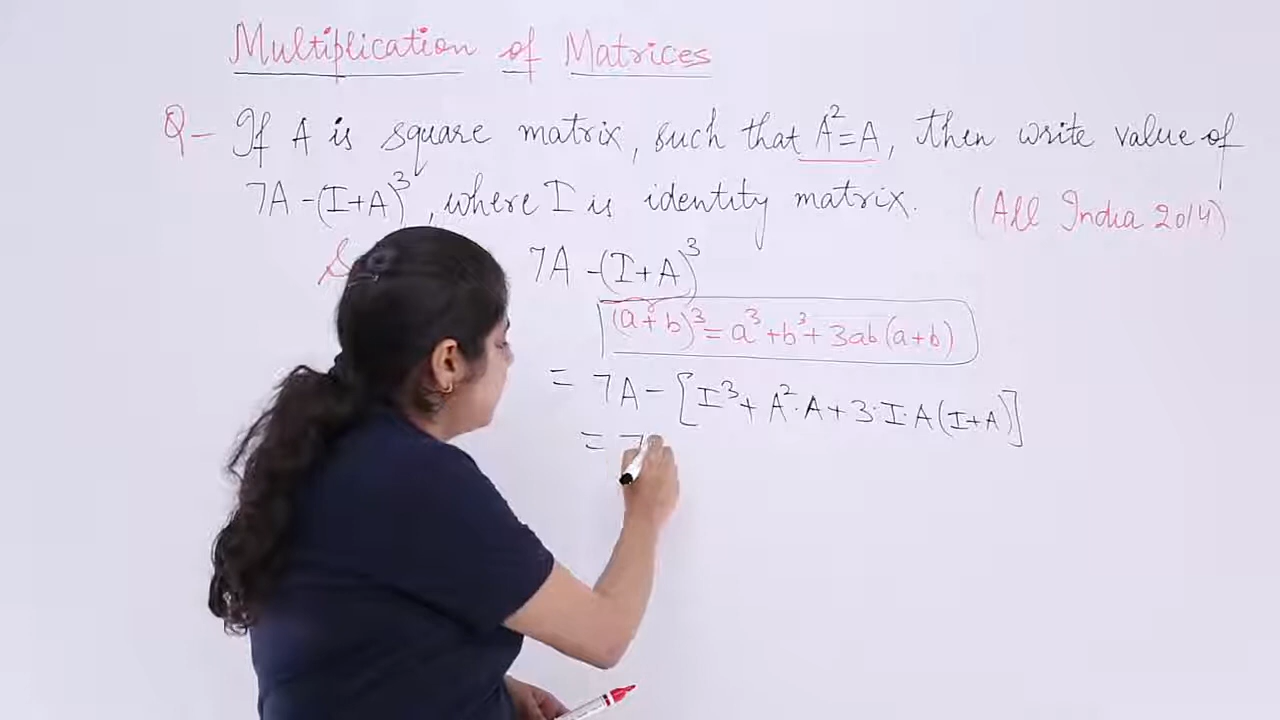 Multiplication of Matrices
Q- If A is square matrix, such that A²=A, then write value of
7A-(I+A)³, where I is identity matrix. (All India 2014)
7A-(I+A)³
(a+b)³=a³+b³+3ab(a+b)
= 7A-[I³+A²·A+3·I·A(I+A)]
= 7